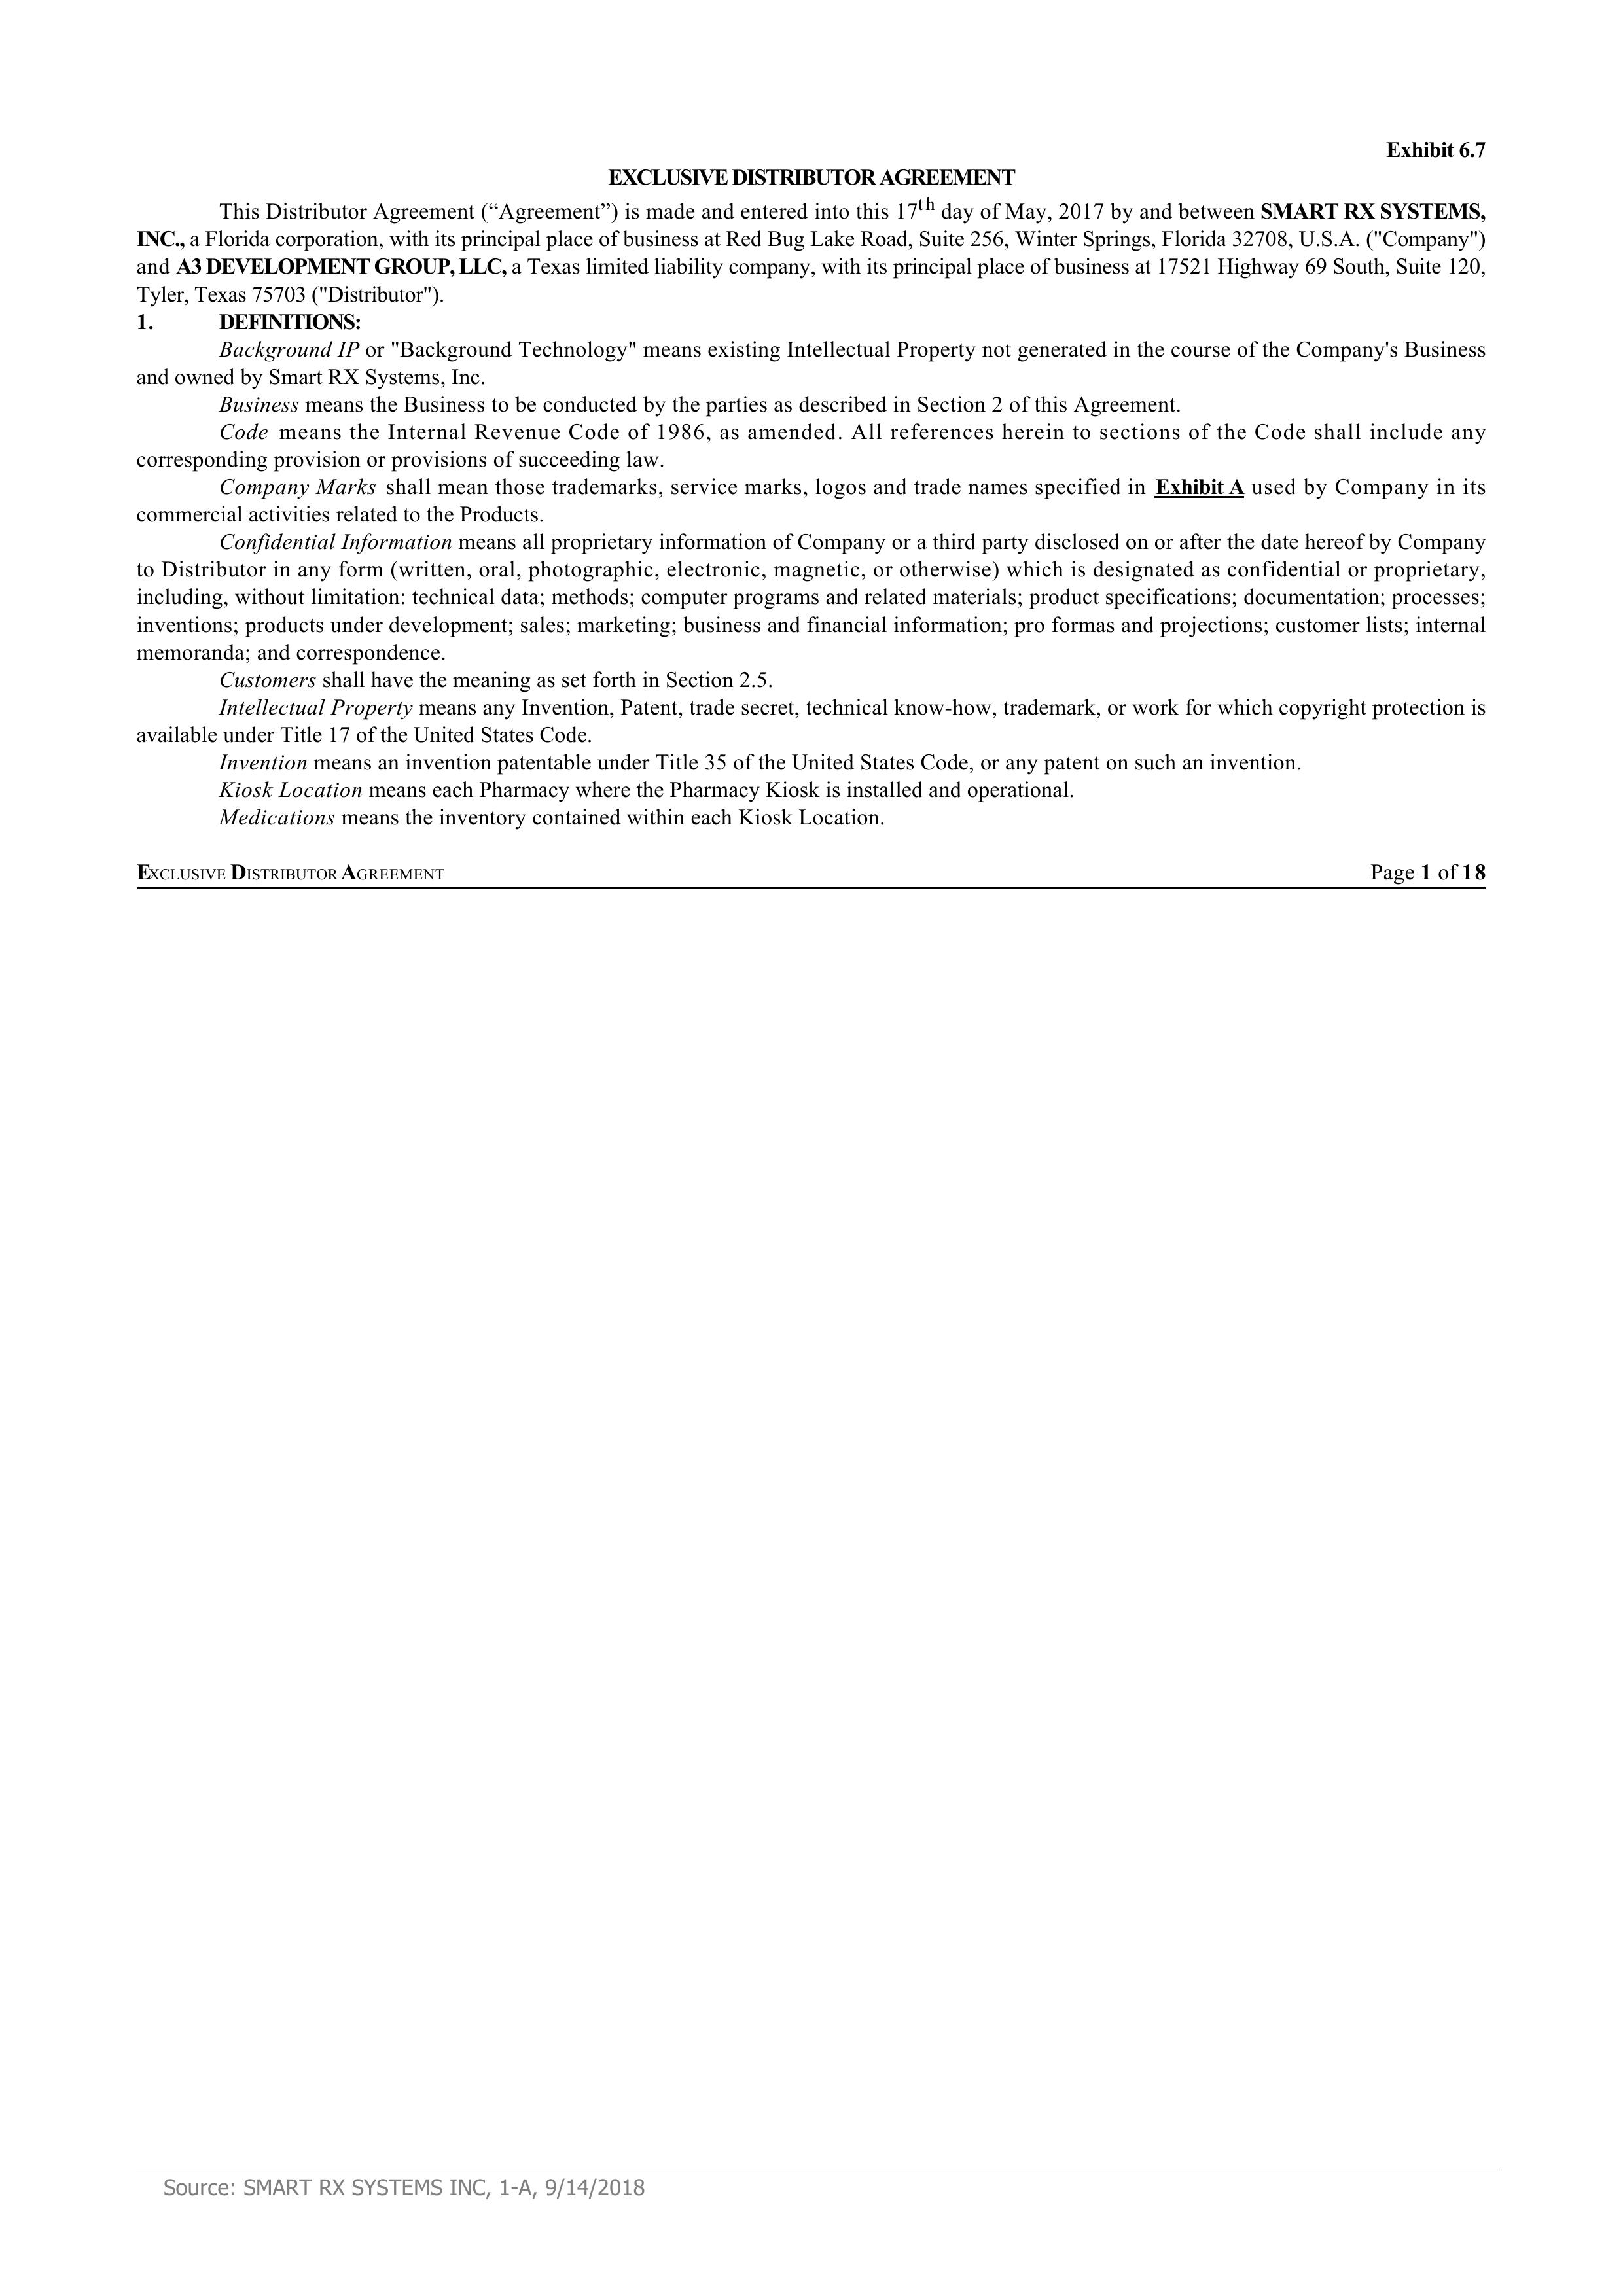 Exhibit 6.7
EXCLUSIVE DISTRIBUTOR AGREEMENT
This Distributor Agreement (“Agreement”) is made and entered into this 17th day of May, 2017 by and between SMART RX SYSTEMS,
INC., a Florida corporation, with its principal place of business at Red Bug Lake Road, Suite 256, Winter Springs, Florida 32708, U.S.A. ("Company")
and A3 DEVELOPMENT GROUP, LLC, a Texas limited liability company, with its principal place of business at 17521 Highway 69 South, Suite 120,
Tyler, Texas 75703 ("Distributor").
1. DEFINITIONS:
Background IP or "Background Technology" means existing Intellectual Property not generated in the course of the Company's Business
and owned by Smart RX Systems, Inc.
Business means the Business to be conducted by the parties as described in Section 2 of this Agreement.
Code means the Internal Revenue Code of 1986, as amended. All references herein to sections of the Code shall include any
corresponding provision or provisions of succeeding law.
Company Marks shall mean those trademarks, service marks, logos and trade names specified in Exhibit A used by Company in its
commercial activities related to the Products.
Confidential Information means all proprietary information of Company or a third party disclosed on or after the date hereof by Company
to Distributor in any form (written, oral, photographic, electronic, magnetic, or otherwise) which is designated as confidential or proprietary,
including, without limitation: technical data; methods; computer programs and related materials; product specifications; documentation; processes;
inventions; products under development; sales; marketing; business and financial information; pro formas and projections; customer lists; internal
memoranda; and correspondence.
Customers shall have the meaning as set forth in Section 2.5.
Intellectual Property means any Invention, Patent, trade secret, technical know-how, trademark, or work for which copyright protection is
available under Title 17 of the United States Code.
Invention means an invention patentable under Title 35 of the United States Code, or any patent on such an invention.
Kiosk Location means each Pharmacy where the Pharmacy Kiosk is installed and operational.
Medications means the inventory contained within each Kiosk Location.
EXCLUSIVE DISTRIBUTOR AGREEMENT Page 1 of 18
Source: SMART RX SYSTEMS INC, 1-A, 9/14/2018